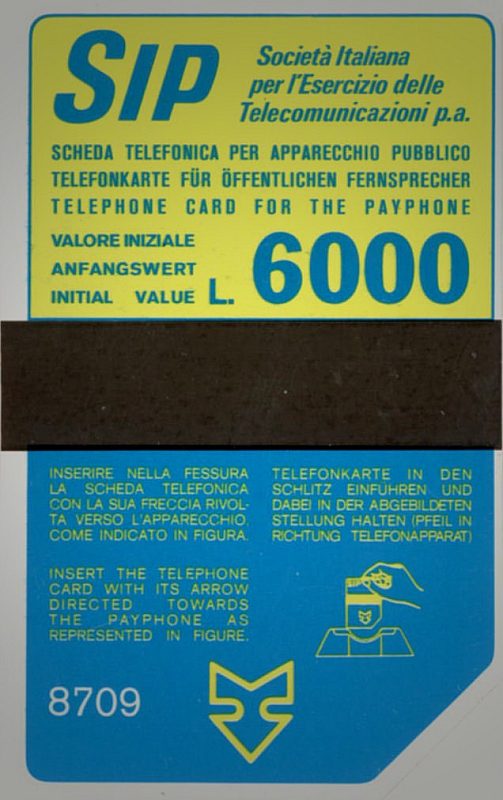 SIP
Società Italiana
per l'Esercizio delle
Telecomunicazioni p.a.
SCHEDA TELEFONICA PER APPARECCHIO PUBBLICO
TELEFONKARTE FÜR ÖFFENTLICHEN FERNSPRECHER
TELEPHONE CARD FOR THE PAYPHONE
VALORE INIZIALE
ANFANGSWERT
INITIAL VALUE L. 6000
INSERIRE NELLA FESSURA
LA SCHEDA TELEFONICA
CON LA SUA FRECCIA RIVOL-
TA VERSO L'APPARECCHIO,
COME INDICATO IN FIGURA.
TELEFONKARTE IN DEN
SCHLITZ EINFÜHREN UND
DABEI IN DER ABGEBILDETEN
STELLUNG HALTEN (PFEIL IN
RICHTUNG TELEFONAPPARAT)
INSERT THE TELEPHONE
CARD WITH ITS ARROW
DIRECTED TOWARDS
THE PAYPHONE AS
REPRESENTED IN FIGURE.
8709